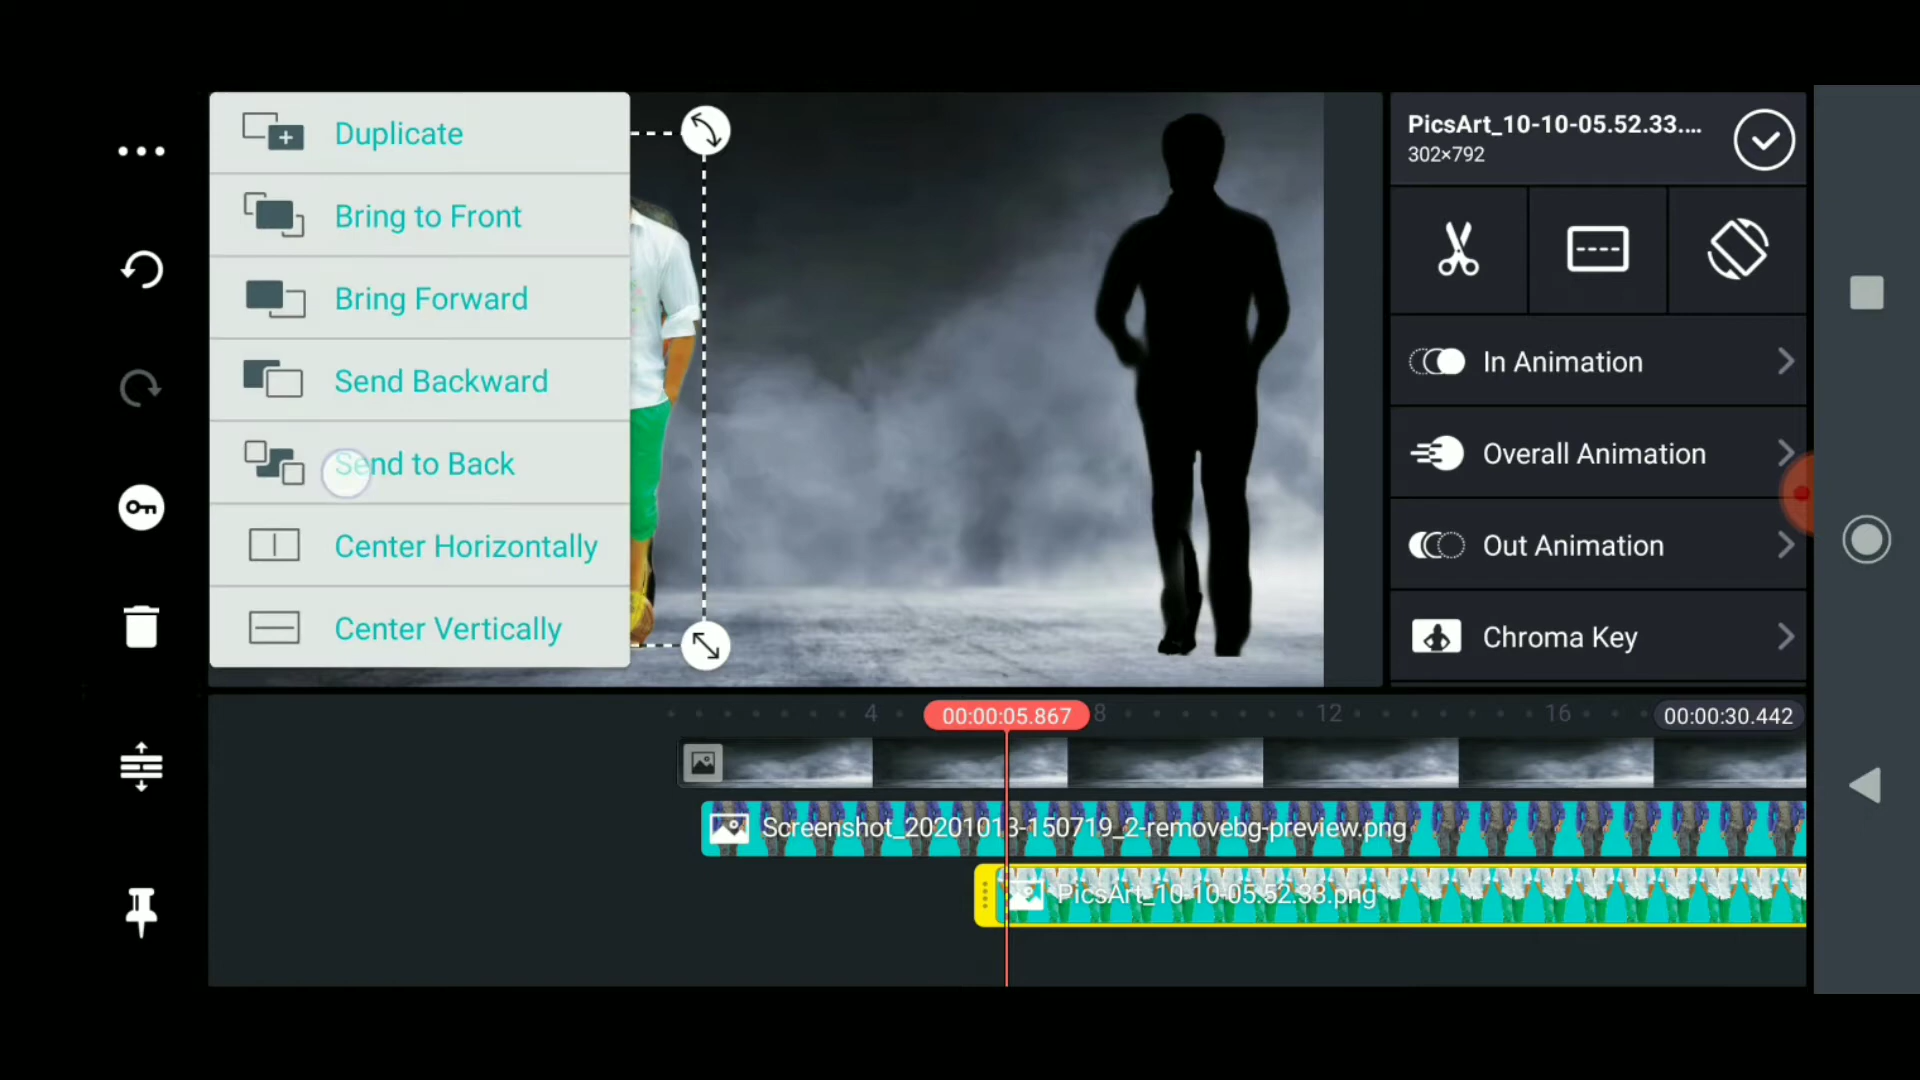 Duplicate
Bring to Front
Bring Forward
Send Backward
Send to Back
Center Horizontally
Center Vertically
PicsArt_10-10-05.52.33....
302×792
In Animation
Overall Animation
Out Animation
Chroma Key
4
00:00:05.867
8
12
16
00:00:30.442
Screenshot_20201013-150719_2-removebg-preview.png
PicsArt_10-10-05.52.33.png